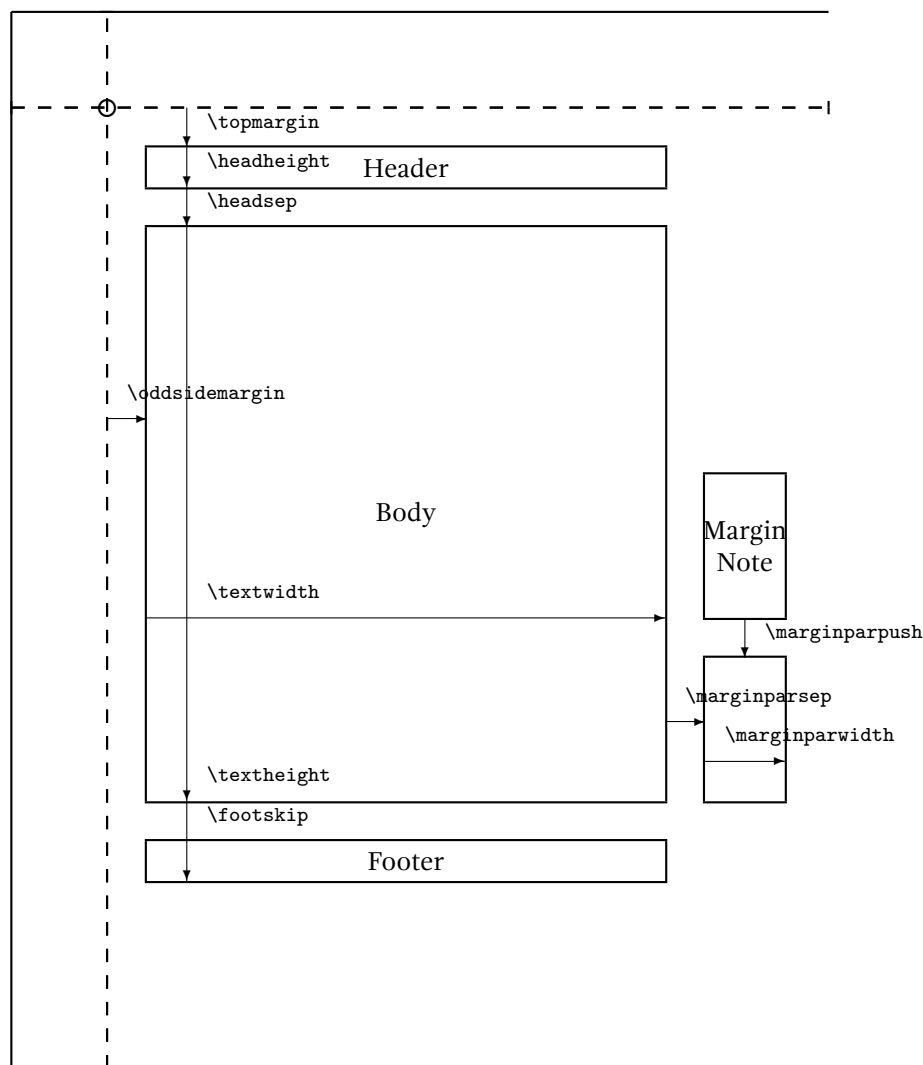 \topmargin
\headheight
Header
\headsep
\oddsidemargin
Body
Margin
Note
\textwidth
\marginparpush
\marginparsep
\marginparwidth
\textheight
\footskip
Footer